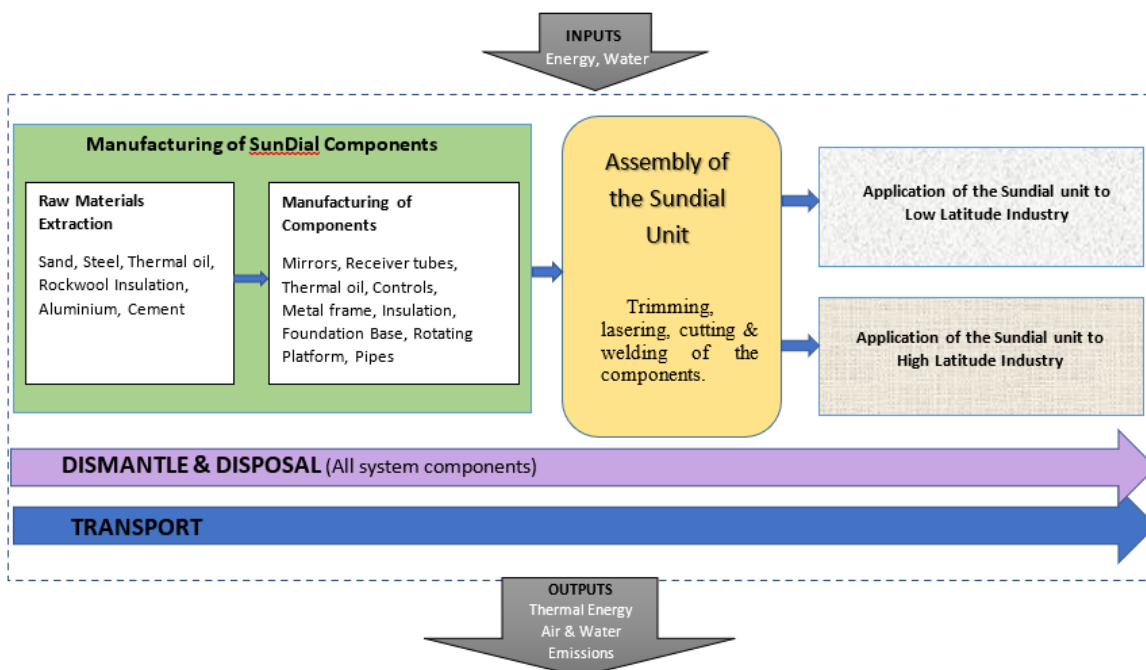 INPUTS
Energy, Water
Manufacturing of SunDial Components
Raw Materials
Extraction
Sand, Steel, Thermal oil,
Rockwool Insulation,
Aluminium, Cement
Manufacturing of
Components
Mirrors, Receiver tubes,
Thermal oil, Controls,
Metal frame, Insulation,
Foundation Base, Rotating
Platform, Pipes
Assembly of
the Sundial
Unit
Trimming,
lasering, cutting &
welding of the
components.
Application of the Sundial unit to
Low Latitude Industry
Application of the Sundial unit to
High Latitude Industry
DISMANTLE & DISPOSAL (All system components)
TRANSPORT
OUTPUTS
Thermal Energy
Air & Water
Emissions